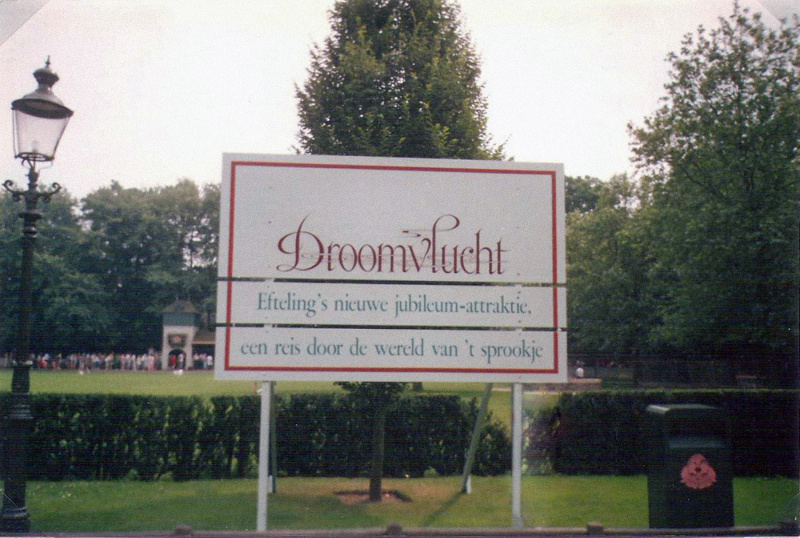 Droomvlucht
Efteling's nieuwe jubileum-attraktie,
een reis door de wereld van 't sprookje